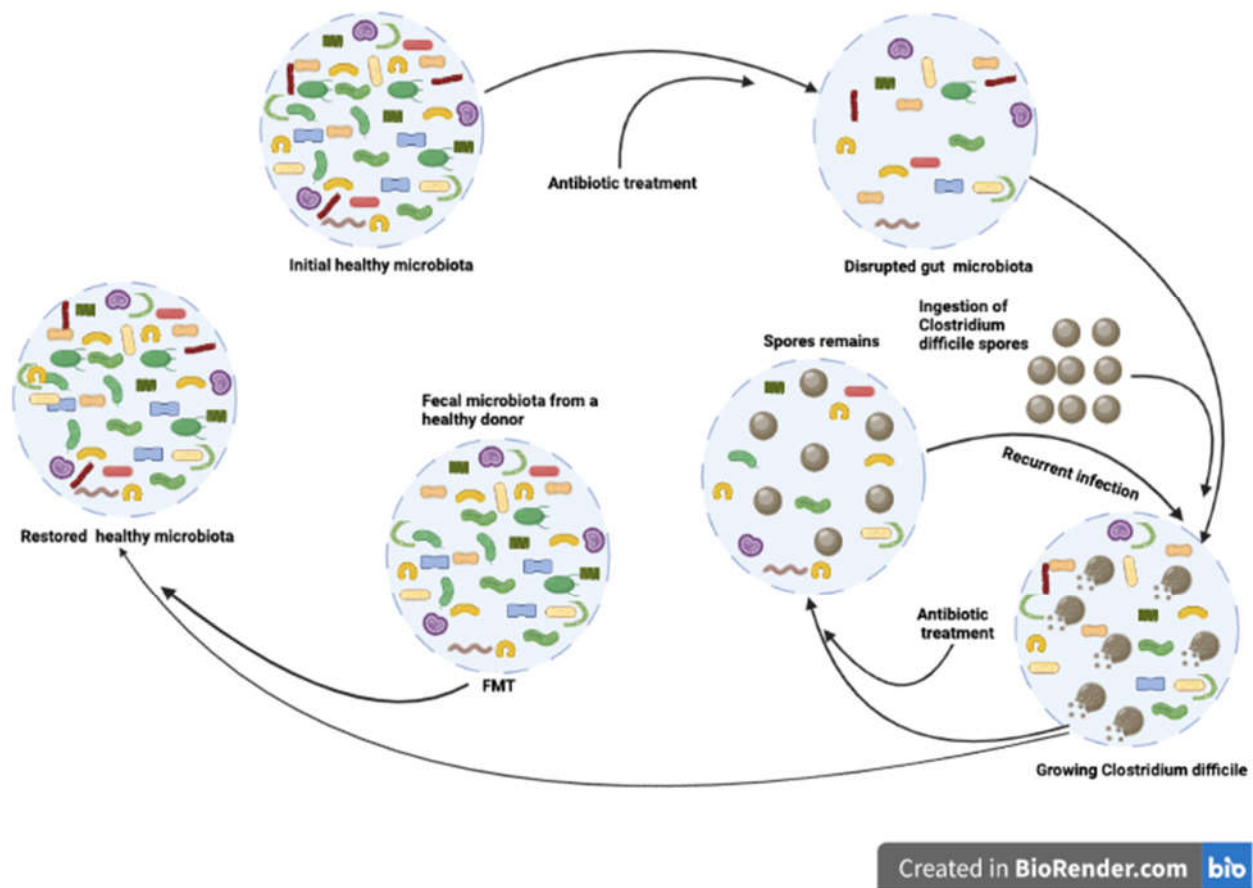 Antibiotic treatment
Initial healthy microbiota
Disrupted gut microbiota
Ingestion of
Clostridium
difficile spores
Spores remains
Fecal microbiota from a
healthy donor
Recurrent infection
Restored healthy microbiota
Antibiotic
treatment
FMT
Growing Clostridium difficile
Created in BioRender.com bio